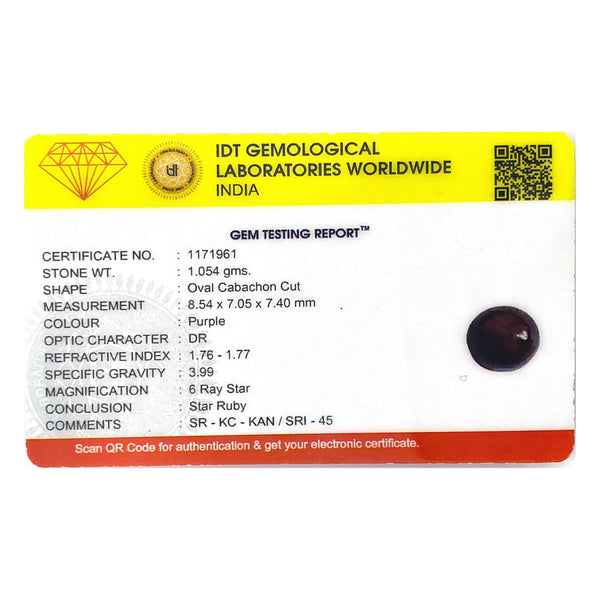 IDT GEMOLOGICAL
LABORATORIES WORLDWIDE
INDIA
idt
GEM TESTING REPORT™
CERTIFICATE NO. : 1171961
STONE WT. : 1.054 gms.
SHAPE : Oval Cabachon Cut
MEASUREMENT : 8.54 x 7.05 x 7.40 mm
COLOUR : Purple
OPTIC CHARACTER : DR
REFRACTIVE INDEX : 1.76 - 1.77
SPECIFIC GRAVITY : 3.99
MAGNIFICATION : 6 Ray Star
CONCLUSION : Star Ruby
COMMENTS : SR - KC - KAN / SRI - 45
Scan QR Code for authentication & get your electronic certificate.